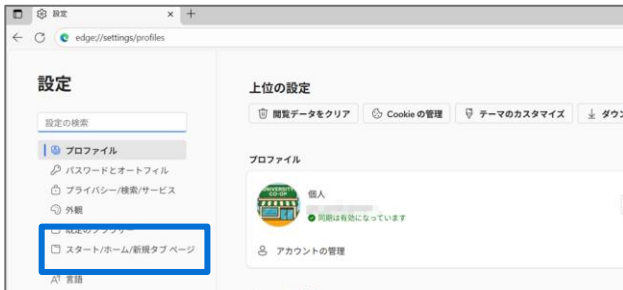 設定
edge://settings/profiles
設定
設定の検索
プロファイル
パスワードとオートフィル
プライバシー/検索/サービス
外観
スタート/ホーム/新規タブ ページ
言語
上位の設定
閲覧データをクリア Cookie の管理 テーマのカスタマイズ ダウン
プロファイル
UNIVERSITY
CO-OP
個人
同期は有効になっています
アカウントの管理